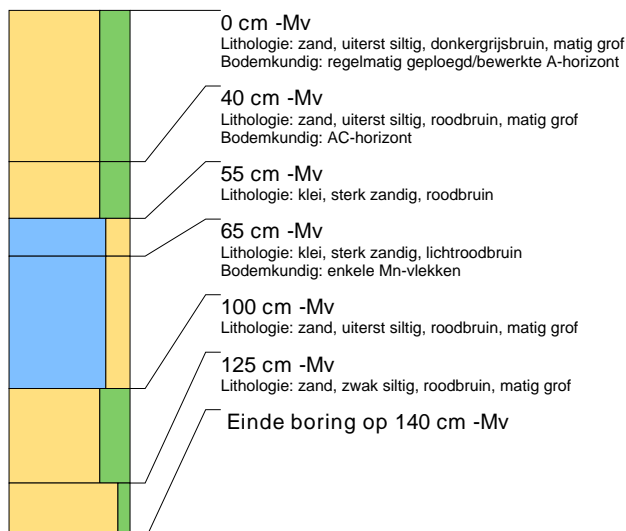 0 cm -Mv
Lithologie: zand, uiterst siltig, donkergrijsbruin, matig grof
Bodemkundig: regelmatig geploegd/bewerkte A-horizont
40 cm -Mv
Lithologie: zand, uiterst siltig, roodbruin, matig grof
Bodemkundig: AC-horizont
55 cm -Mv
Lithologie: klei, sterk zandig, roodbruin
65 cm -Mv
Lithologie: klei, sterk zandig, lichtroodbruin
Bodemkundig: enkele Mn-vlekken
100 cm -Mv
Lithologie: zand, uiterst siltig, roodbruin, matig grof
125 cm -Mv
Lithologie: zand, zwak siltig, roodbruin, matig grof
Einde boring op 140 cm -Mv